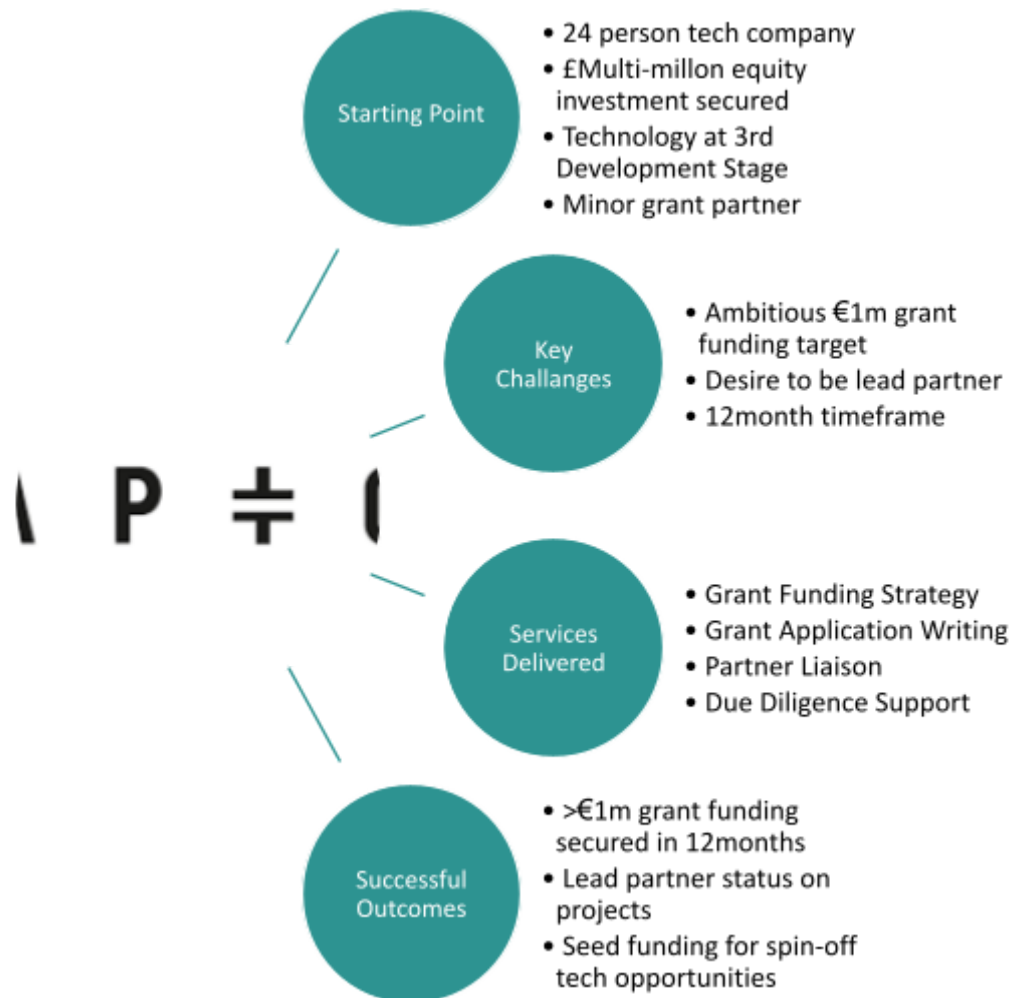 Starting Point
• 24 person tech company
• £Multi-millon equity
investment secured
• Technology at 3rd
Development Stage
• Minor grant partner
Key
Challanges
• Ambitious €1m grant
funding target
• Desire to be lead partner
• 12month timeframe
P
Services
Delivered
• Grant Funding Strategy
• Grant Application Writing
• Partner Liaison
• Due Diligence Support
Successful
Outcomes
• >€1m grant funding
secured in 12months
• Lead partner status on
projects
• Seed funding for spin-off
tech opportunities